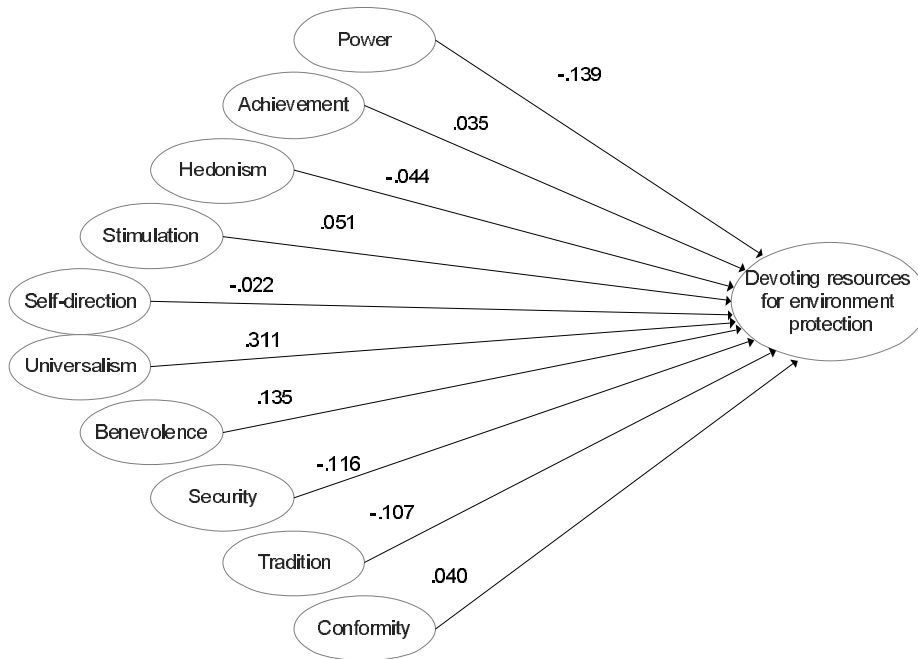 Power
-.139
Achievement
.035
Hedonism
-.044
Stimulation
.051
Devoting resources
for environment
protection
Self-direction
-.022
Universalism
.311
Benevolence
.135
Security
-.116
Tradition
-.107
Conformity
.040